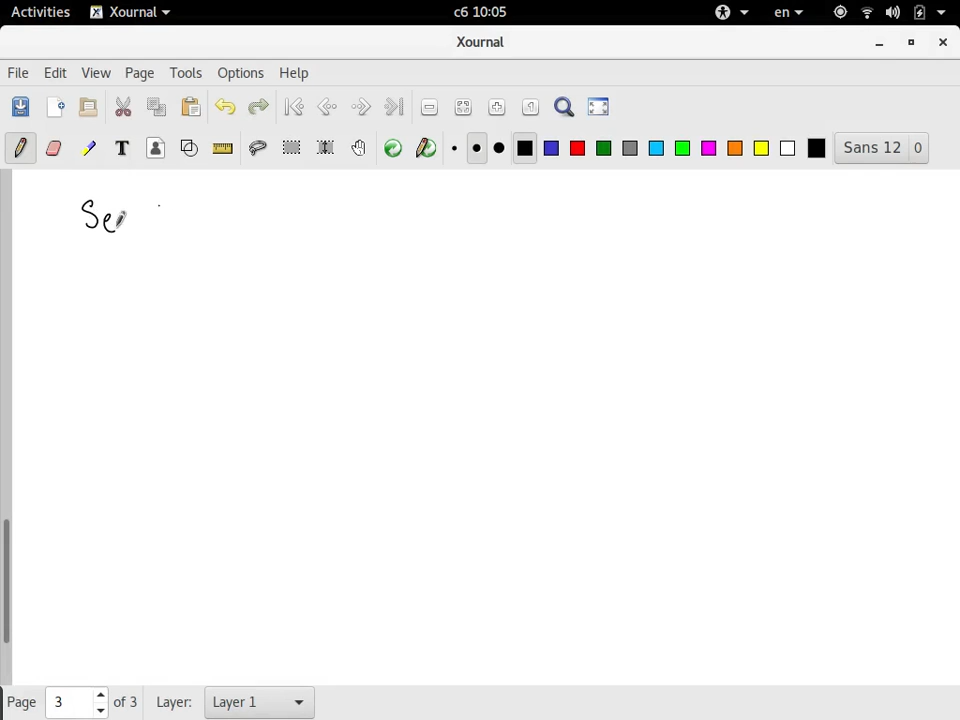 Activities Xournal сб 10:05 en
Xournal
File Edit View Page Tools Options Help
Sans 12 0
Se
Page 3 of 3 Layer: Layer 1